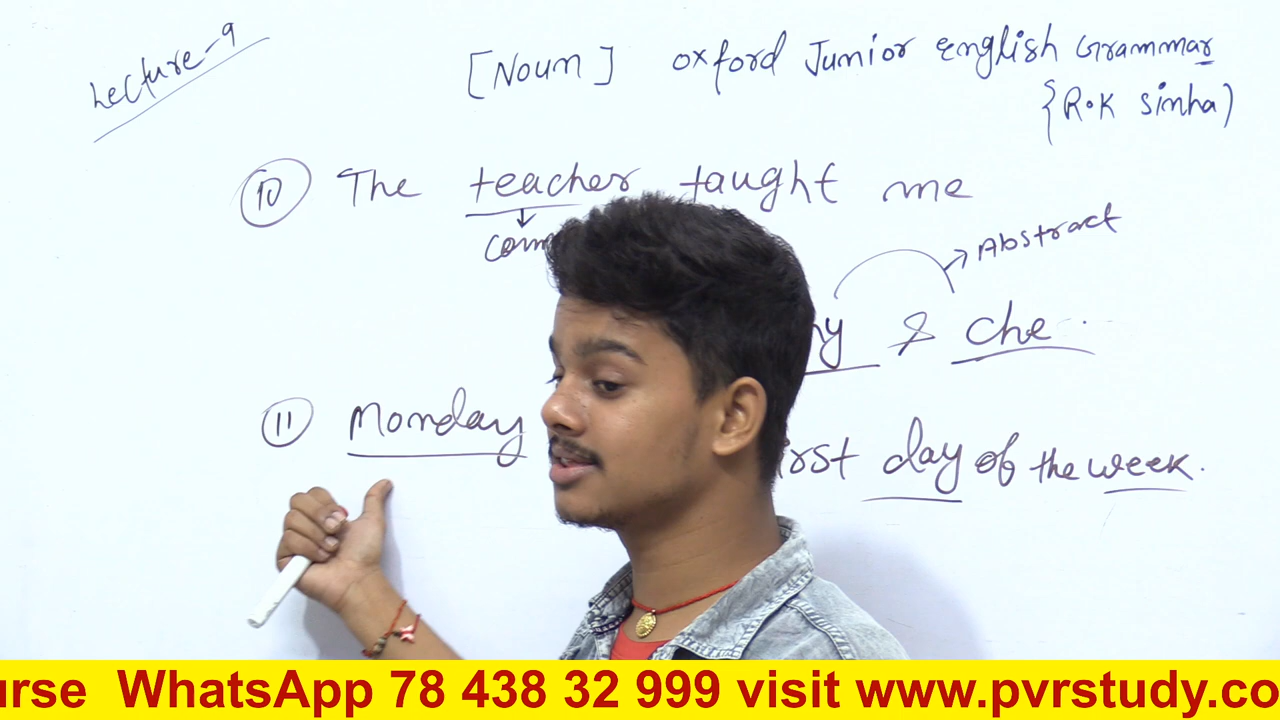 Lecture-9
[Noun] Oxford Junior English Grammar
{R.K Sinha)
10 The teacher taught me
Abstract
& Che.
11 Monday day of the week.
urse WhatsApp 78 438 32 999 visit www.pvrstudy.co